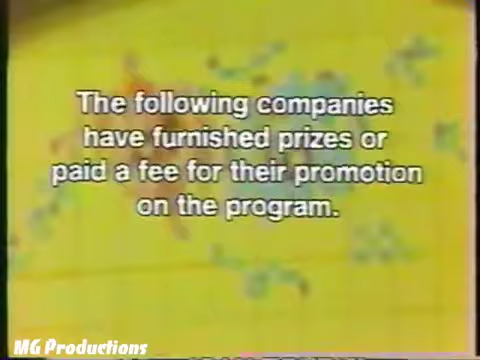 The following companies
have furnished prizes or
paid a fee for their promotion
on the program.
MG Productions